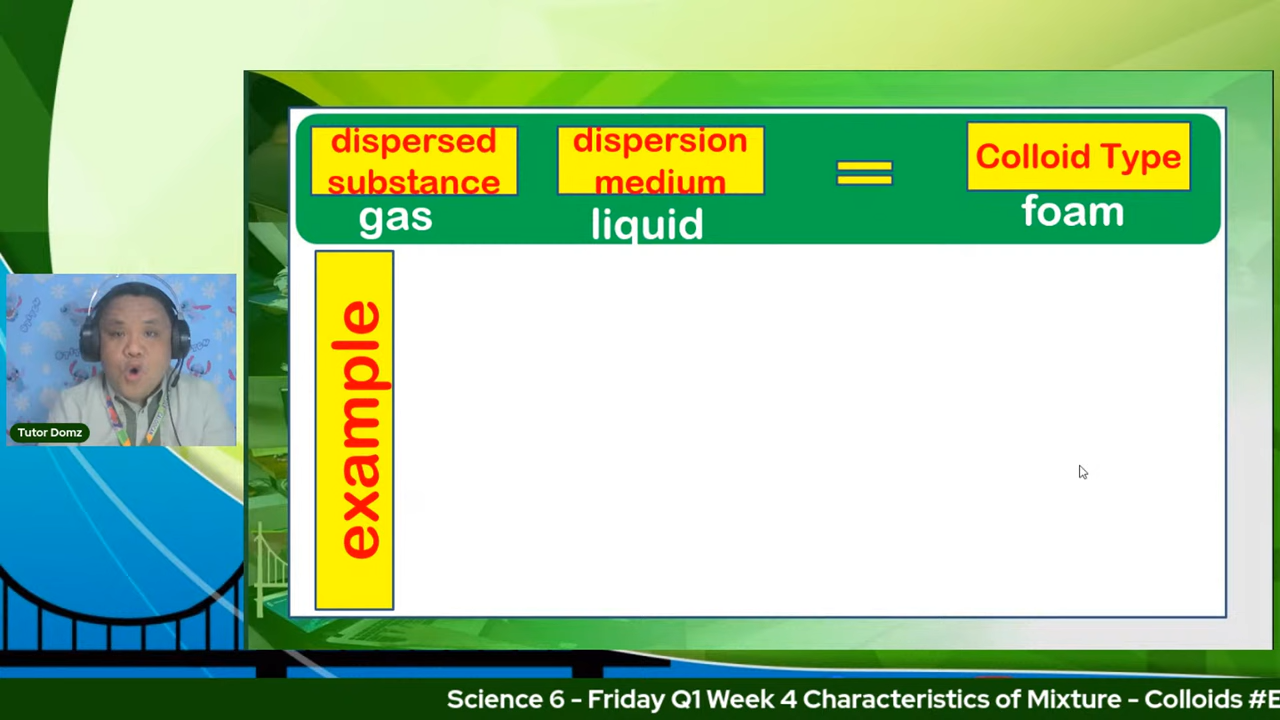 dispersed
substance
gas
dispersion
medium
liquid
=
Colloid Type
foam
example
Tutor Domz
Science 6 - Friday Q1 Week 4 Characteristics of Mixture - Colloids #E